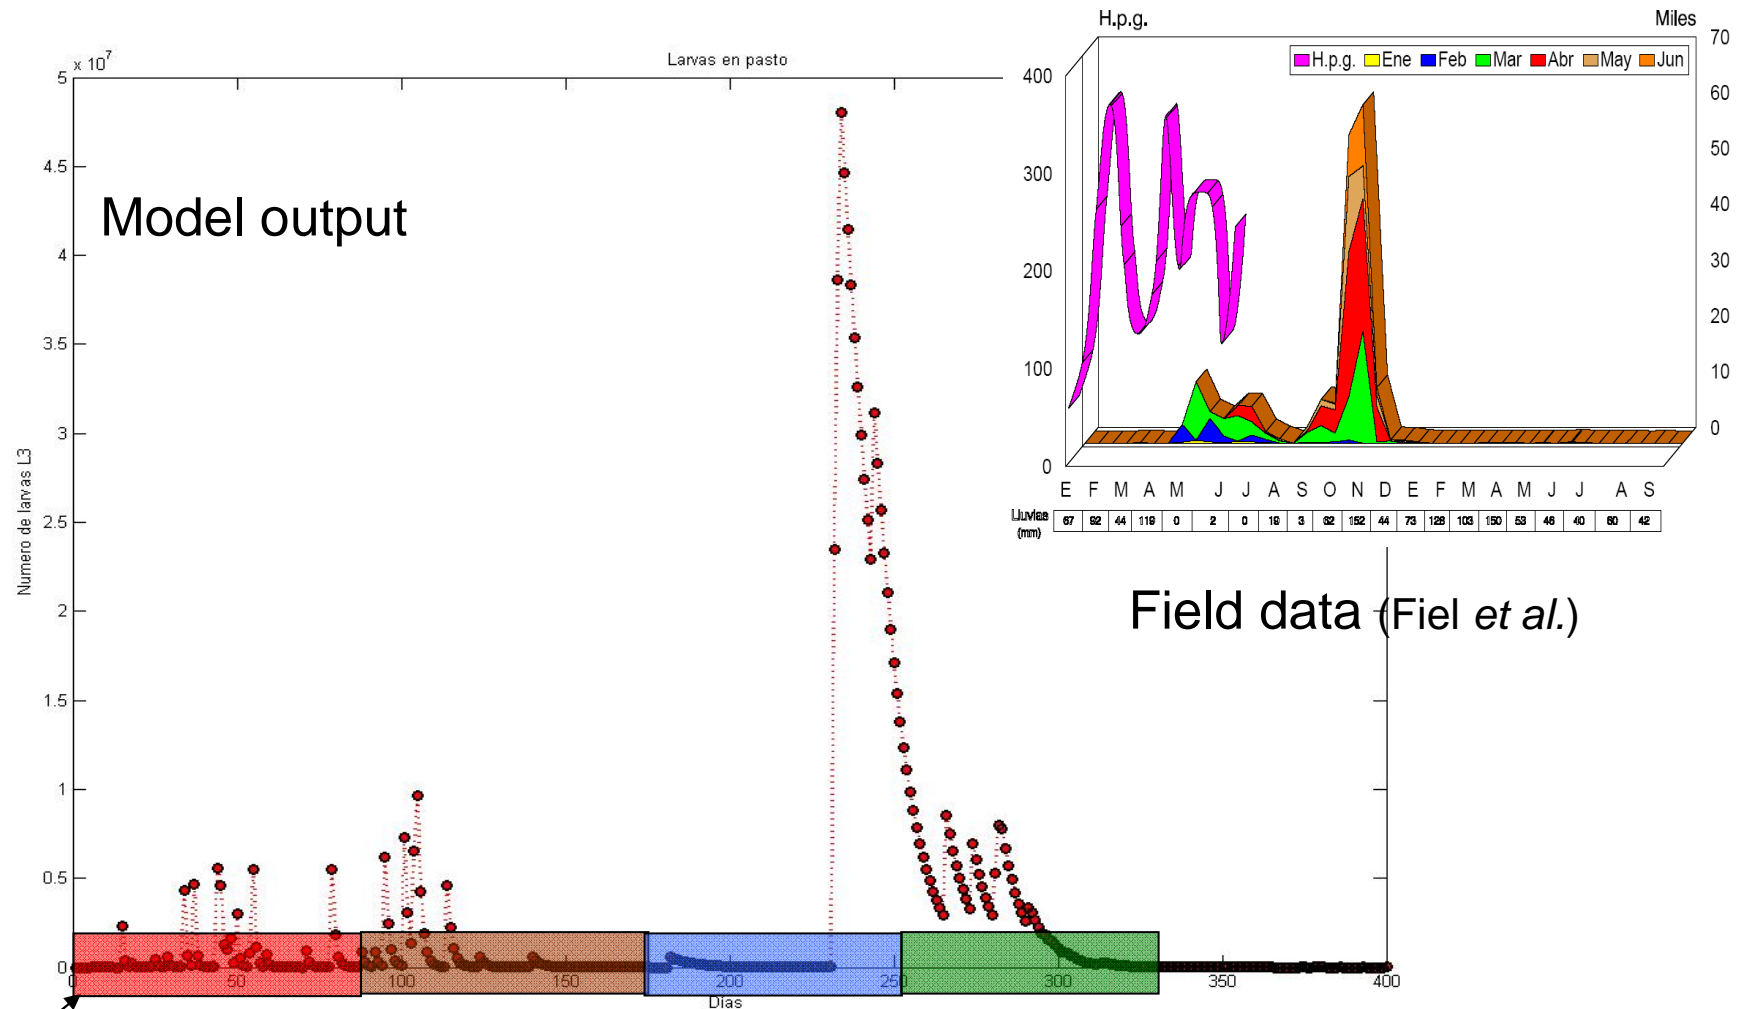 H.p.g. Miles
x 10^7 Larvas en pasto
H.p.g. Ene Feb Mar Abr May Jun
Model output
Numero de larvas L3
5
4.5
4
3.5
3
2.5
2
1.5
1
0.5
0
0 50 100 150 200 250 300 350 400
Días
400
300
200
100
0
70
60
50
40
30
20
10
0
E F M A M J J A S O N D E F M A M J J A S
Lluvias 67 92 44 119 0 2 0 19 3 62 152 44 73 128 103 150 53 46 40 60 42
(mm)
Field data (Fiel et al.)